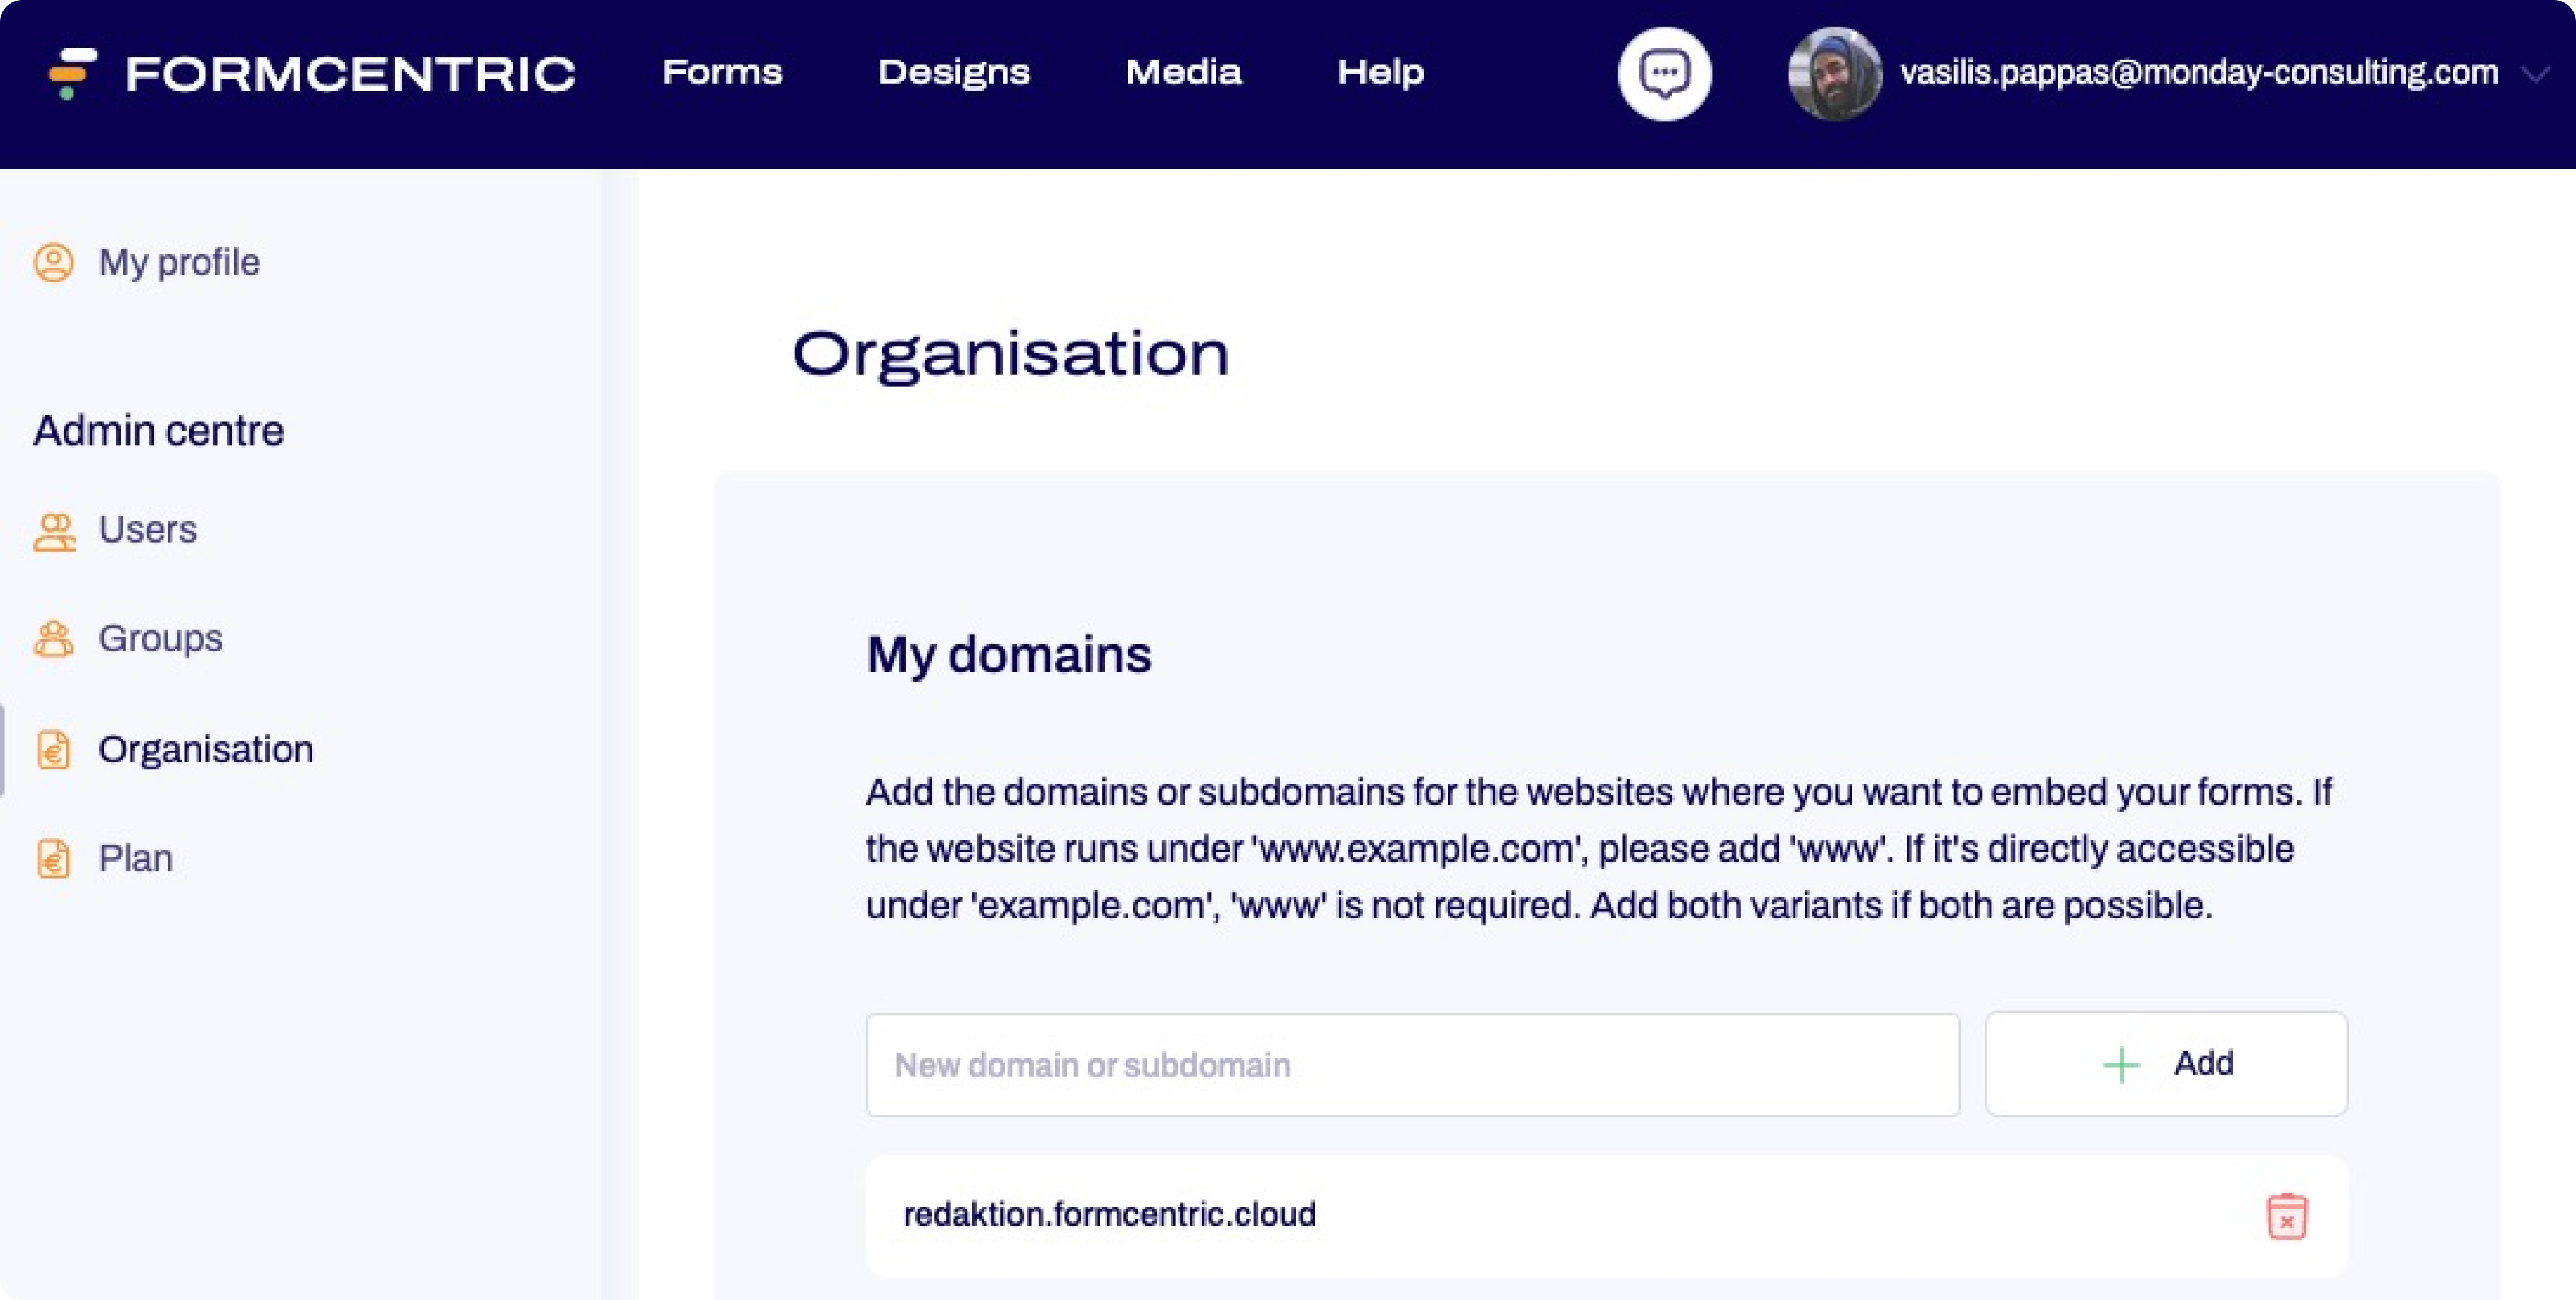 FORMCENTRIC
Forms
Designs
Media
Help
vasilis.pappas@monday-consulting.com
My profile
Admin centre
Users
Groups
Organisation
Plan
Organisation
My domains
Add the domains or subdomains for the websites where you want to embed your forms. If
the website runs under 'www.example.com', please add 'www'. If it's directly accessible
under 'example.com', 'www' is not required. Add both variants if both are possible.
New domain or subdomain
Add
redaktion.formcentric.cloud